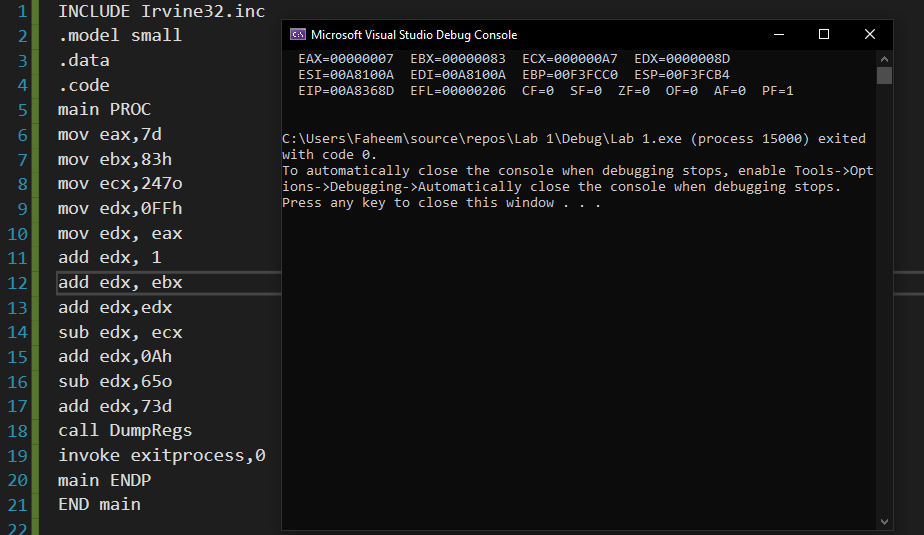 1 INCLUDE Irvine32.inc
2 .model small
3 .data
4 .code
5 main PROC
6 mov eax,7d
7 mov ebx,83h
8 mov ecx,247o
9 mov edx,0FFh
10 mov edx, eax
11 add edx, 1
12 add edx, ebx
13 add edx,edx
14 sub edx, ecx
15 add edx,0Ah
16 sub edx,65o
17 add edx,73d
18 call DumpRegs
19 invoke exitprocess,0
20 main ENDP
21 END main
22
Microsoft Visual Studio Debug Console
EAX=00000007 EBX=00000083 ECX=000000A7 EDX=0000008D
ESI=00A8100A EDI=00A8100A EBP=00F3FCC0 ESP=00F3FCB4
EIP=00A8368D EFL=00000206 CF=0 SF=0 ZF=0 OF=0 AF=0 PF=1
C:\Users\Faheem\source\repos\Lab 1\Debug\Lab 1.exe (process 15000) exited
with code 0.
To automatically close the console when debugging stops, enable Tools->Opt
ions->Debugging->Automatically close the console when debugging stops.
Press any key to close this window . . .